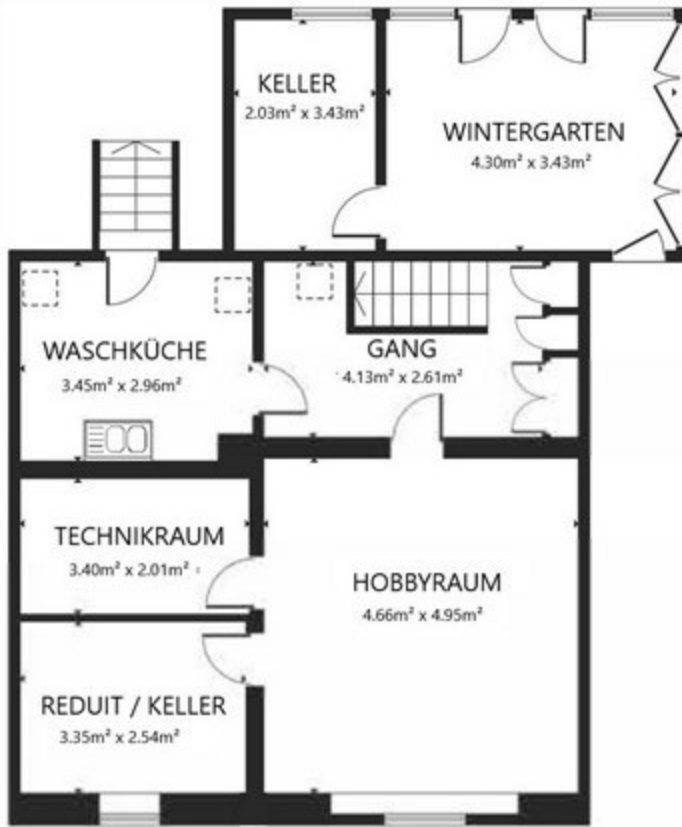 KELLER
2.03m² x 3.43m²
WINTERGARTEN
4.30m² x 3.43m²
WASCHKÜCHE
3.45m² x 2.96m²
GANG
4.13m² x 2.61m²
TECHNIKRAUM
3.40m² x 2.01m²
HOBBYRAUM
4.66m² x 4.95m²
REDUIT / KELLER
3.35m² x 2.54m²